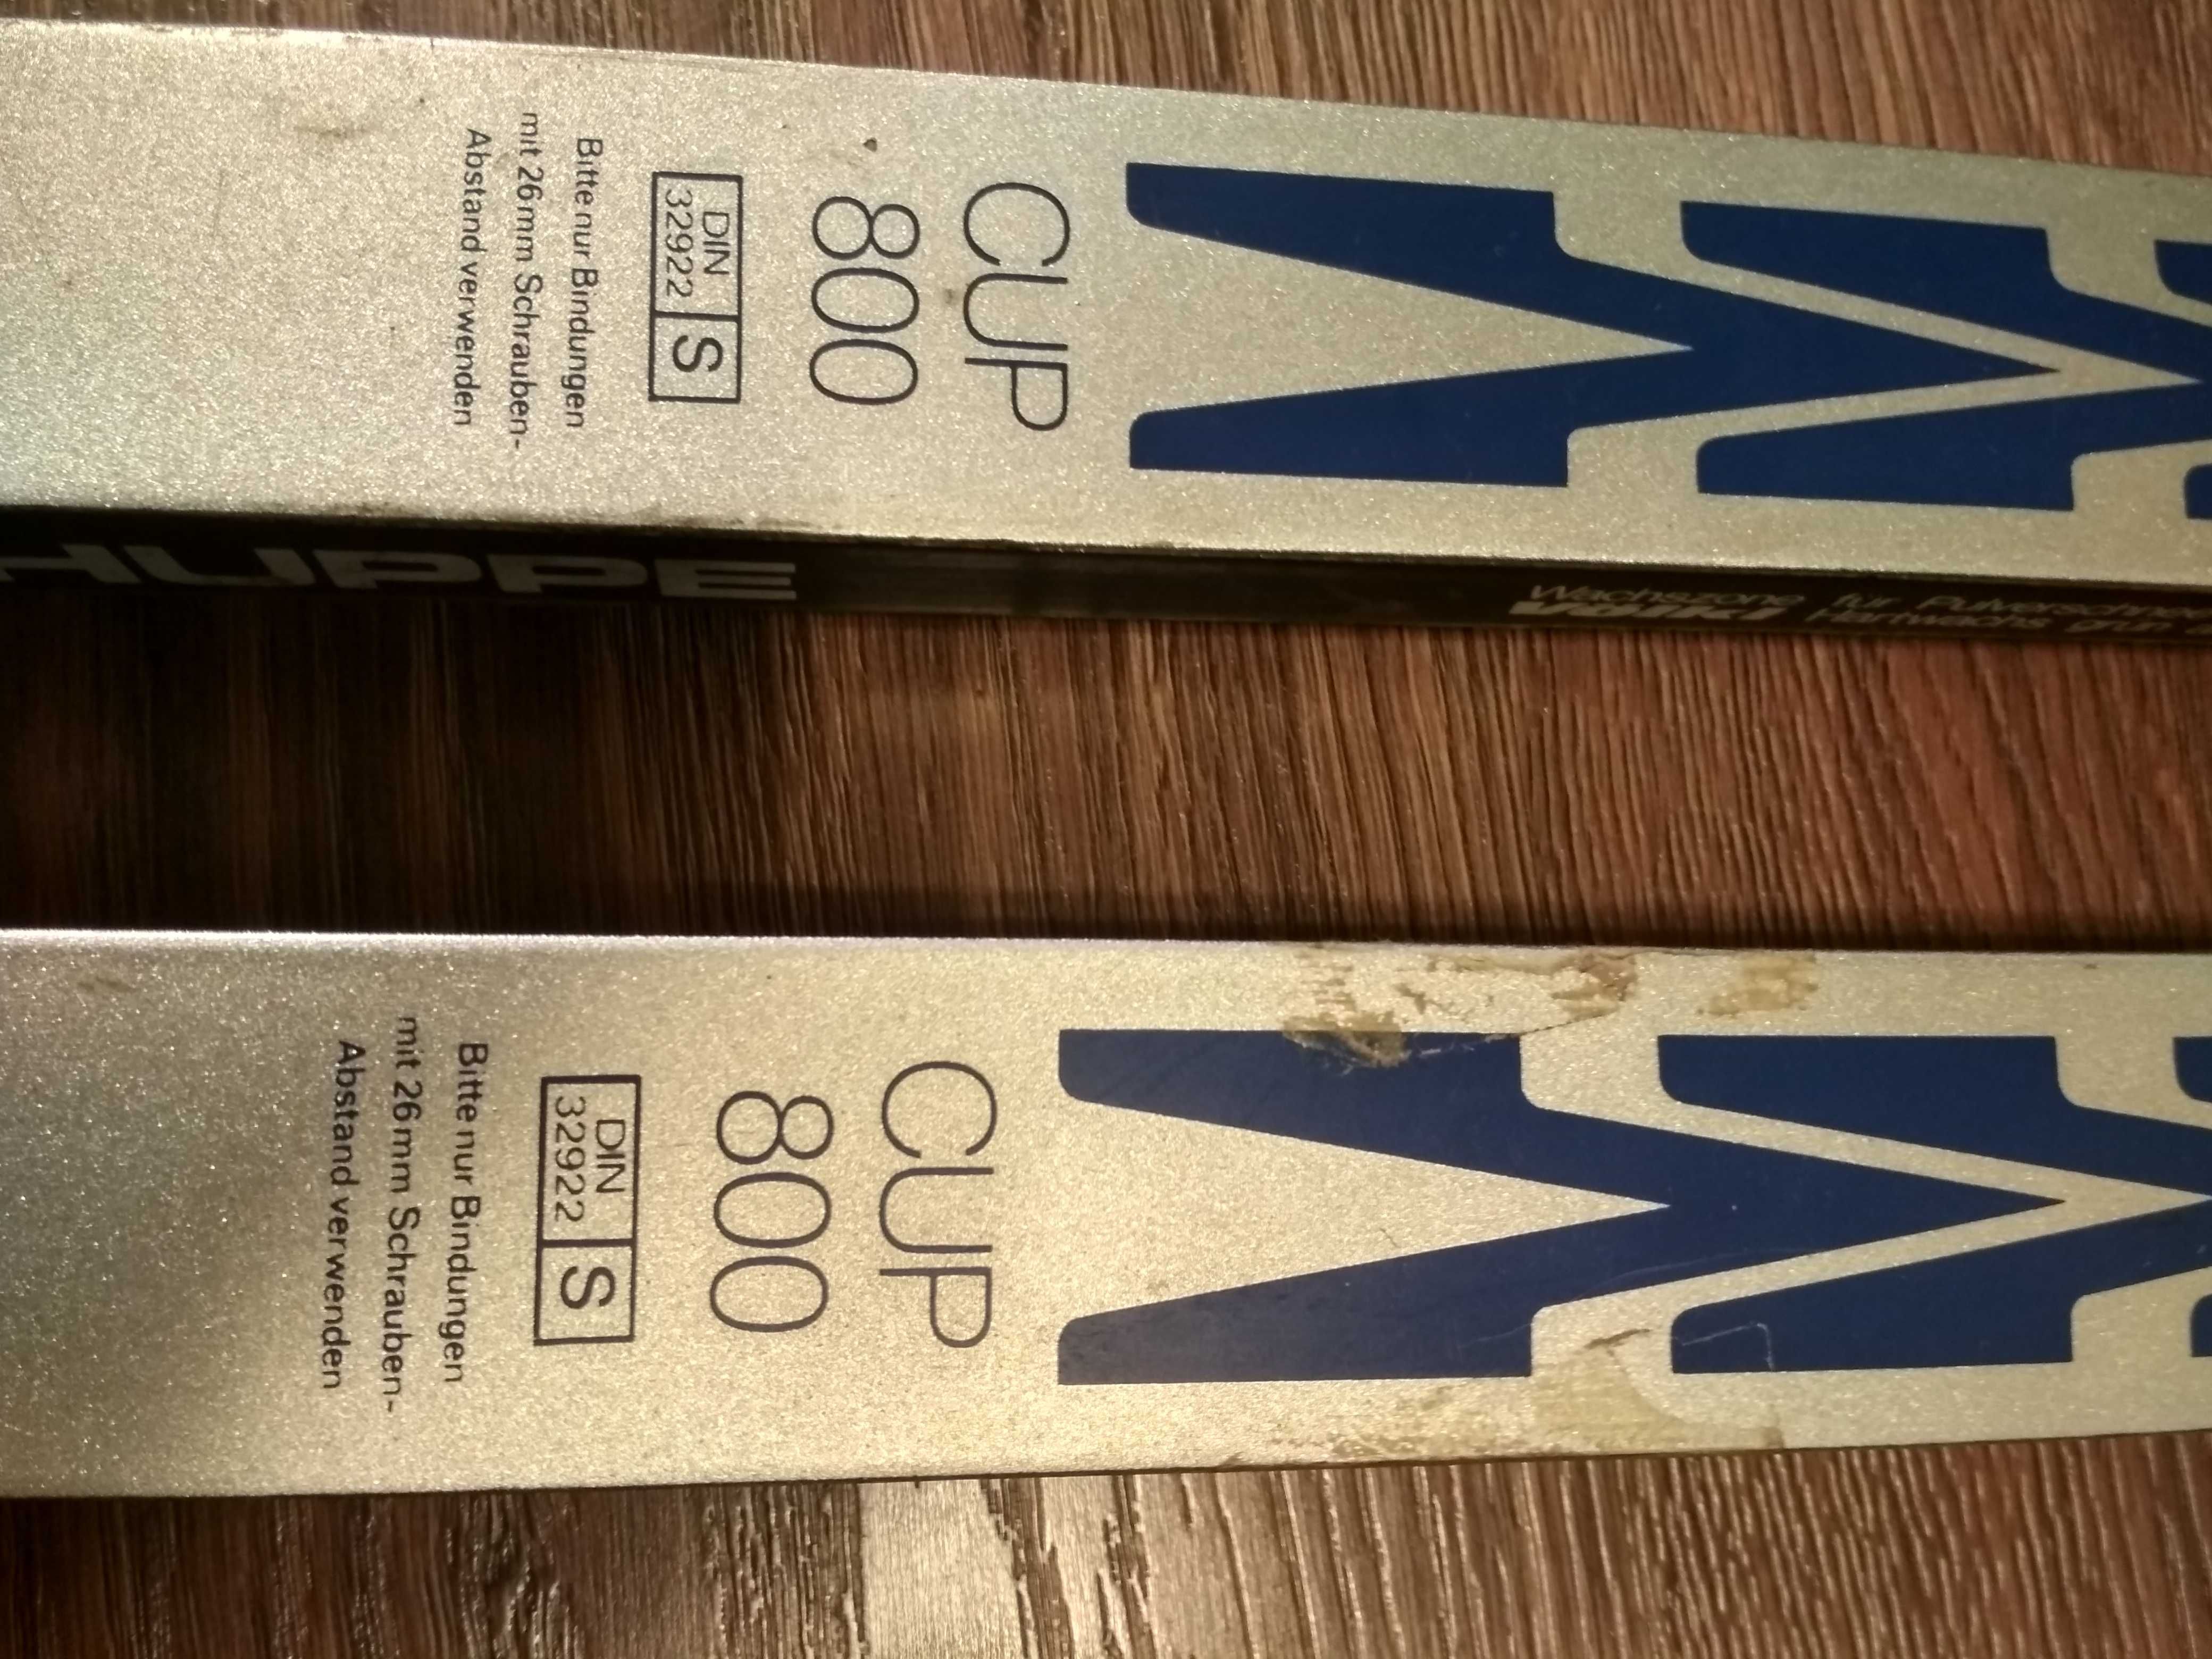 CUP
800
DIN
32922
S
Bitte nur Bindungen
mit 26mm Schrauben-
Abstand verwenden
HUPPE
Wachszone für Pulverschnee
völkl Hartwachs grün
CUP
800
DIN
32922
S
Bitte nur Bindungen
mit 26mm Schrauben-
Abstand verwenden